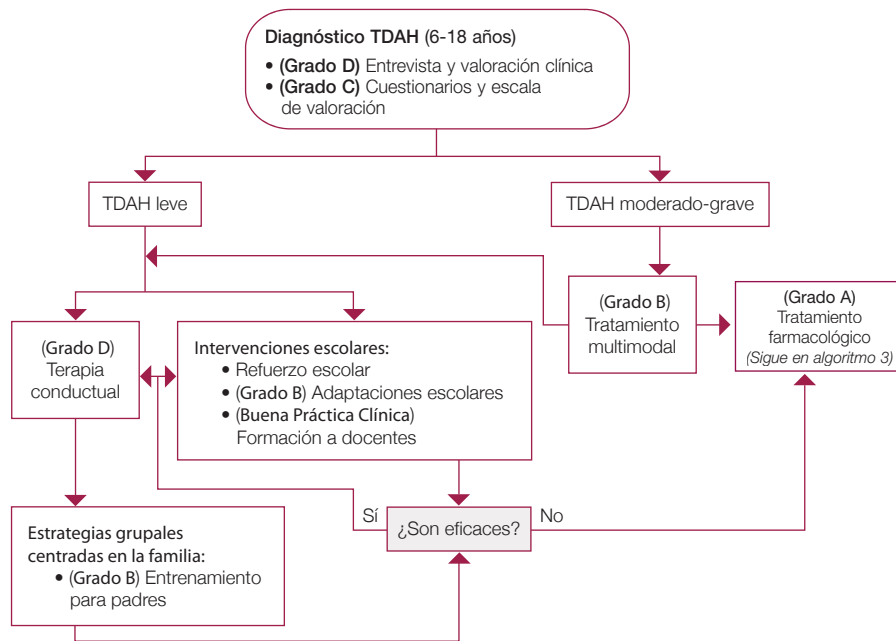 Diagnóstico TDAH (6-18 años)
• (Grado D) Entrevista y valoración clínica
• (Grado C) Cuestionarios y escala
de valoración
TDAH leve
TDAH moderado-grave
(Grado B)
Tratamiento
multimodal
(Grado A)
Tratamiento
farmacológico
(Sigue en algoritmo 3)
(Grado D)
Terapia
conductual
Intervenciones escolares:
• Refuerzo escolar
• (Grado B) Adaptaciones escolares
• (Buena Práctica Clínica)
Formación a docentes
Sí
¿Son eficaces?
No
Estrategias grupales
centradas en la familia:
• (Grado B) Entrenamiento
para padres